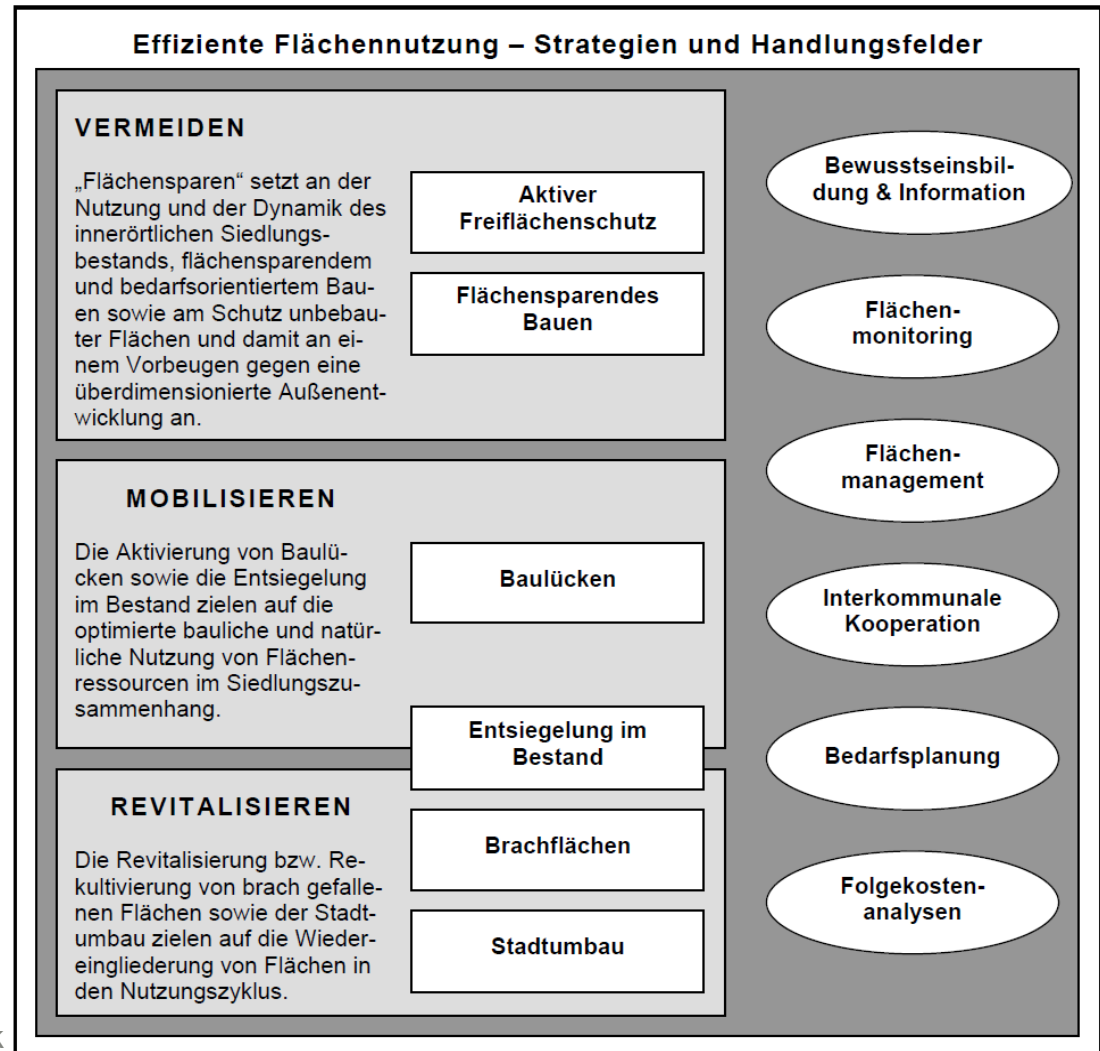 Effiziente Flächennutzung – Strategien und Handlungsfelder
VERMEIDEN
„Flächensparen“ setzt an der
Nutzung und der Dynamik des
innerörtlichen Siedlungs-
bestands, flächensparendem
und bedarfsorientiertem Bau-
en sowie am Schutz unbebau-
ter Flächen und damit an ei-
nem Vorbeugen gegen eine
überdimensionierte Außenent-
wicklung an.
Aktiver
Freiflächenschutz
Flächensparendes
Bauen
MOBILISIEREN
Die Aktivierung von Baulü-
cken sowie die Entsiegelung
im Bestand zielen auf die
optimierte bauliche und natür-
liche Nutzung von Flächen-
ressourcen im Siedlungszu-
sammenhang.
Baulücken
Entsiegelung im
Bestand
REVITALISIEREN
Die Revitalisierung bzw. Re-
kultivierung von brach gefalle-
nen Flächen sowie der Stadt-
umbau zielen auf die Wieder-
eingliederung von Flächen in
den Nutzungszyklus.
Brachflächen
Stadtumbau
Bewusstseinsbil-
dung & Information
Flächen-
monitoring
Flächen-
management
Interkommunale
Kooperation
Bedarfsplanung
Folgekosten-
analysen